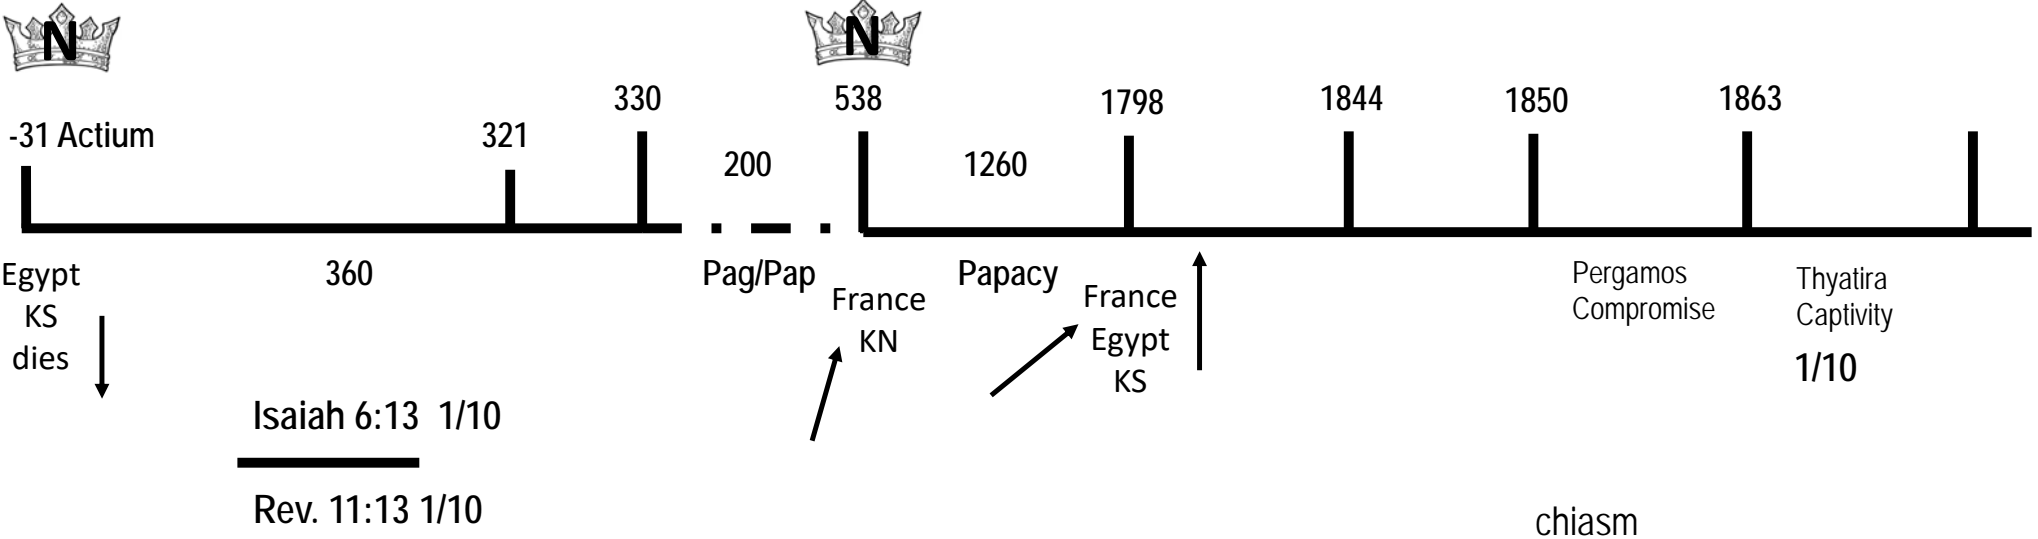 N
N
-31 Actium
321
330
200
538
1260
1798
1844
1850
1863
Egypt
KS
dies
360
Pag/Pap
France
KN
Papacy
France
Egypt
KS
Pergamos
Compromise
Thyatira
Captivity
1/10
Isaiah 6:13 1/10
Rev. 11:13 1/10
chiasm